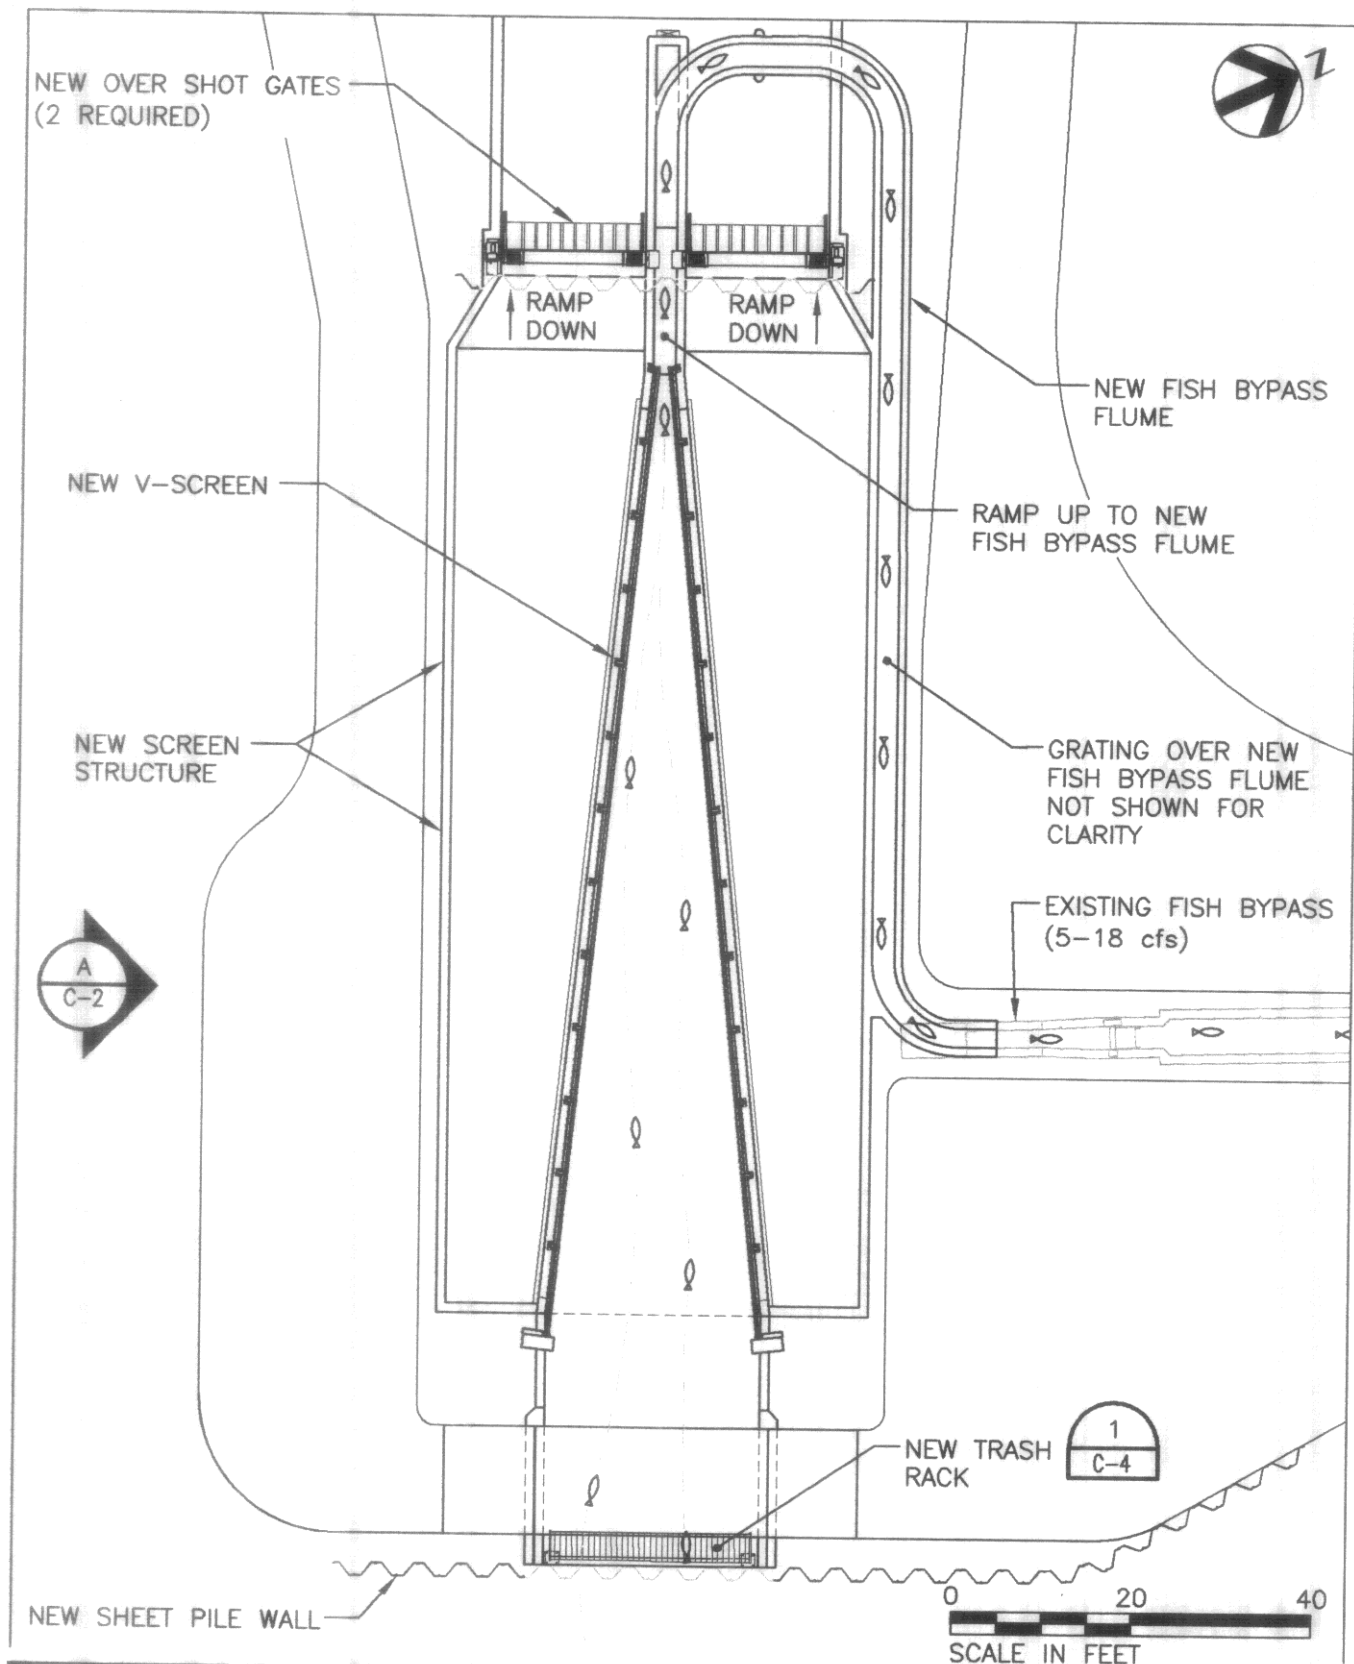 NEW OVER SHOT GATES
(2 REQUIRED)
N
RAMP
DOWN
RAMP
DOWN
NEW FISH BYPASS
FLUME
NEW V-SCREEN
RAMP UP TO NEW
FISH BYPASS FLUME
NEW SCREEN
STRUCTURE
GRATING OVER NEW
FISH BYPASS FLUME
NOT SHOWN FOR
CLARITY
EXISTING FISH BYPASS
(5-18 cfs)
A
C-2
NEW TRASH
RACK
1
C-4
NEW SHEET PILE WALL
0 20 40
SCALE IN FEET